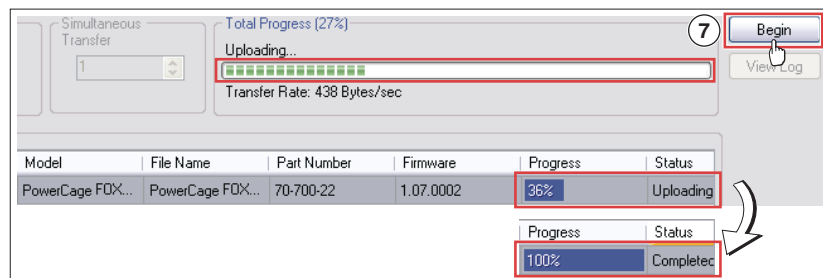 Simultaneous Transfer
1
Total Progress (27%)
Uploading...
Transfer Rate: 438 Bytes/sec
7
Begin
View Log
Model File Name Part Number Firmware Progress Status
PowerCage FOX... PowerCage FOX... 70-700-22 1.07.0002 36% Uploading
Progress Status
100% Completec